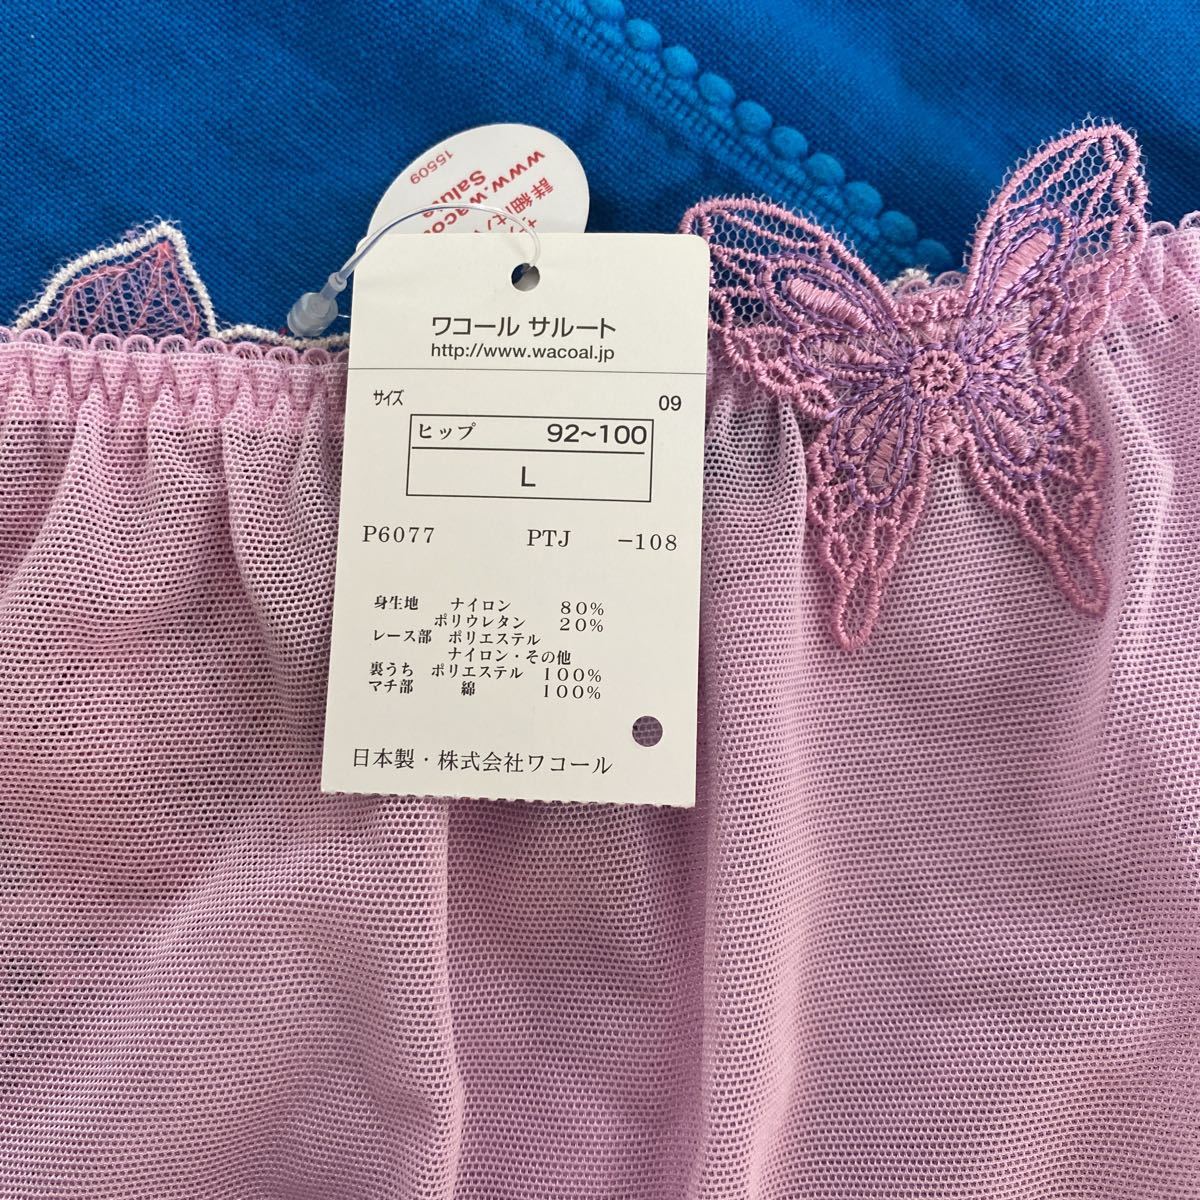 15509
Salute
詳細は
ワコール サルート
http://www.wacoal.jp
サイズ 09
ヒップ 92~100
L
P6077 PTJ -108
身生地 ナイロン 80%
ポリウレタン 20%
レース部 ポリエステル
ナイロン・その他
裏うち ポリエステル 100%
マチ部 綿 100%
日本製・株式会社ワコール